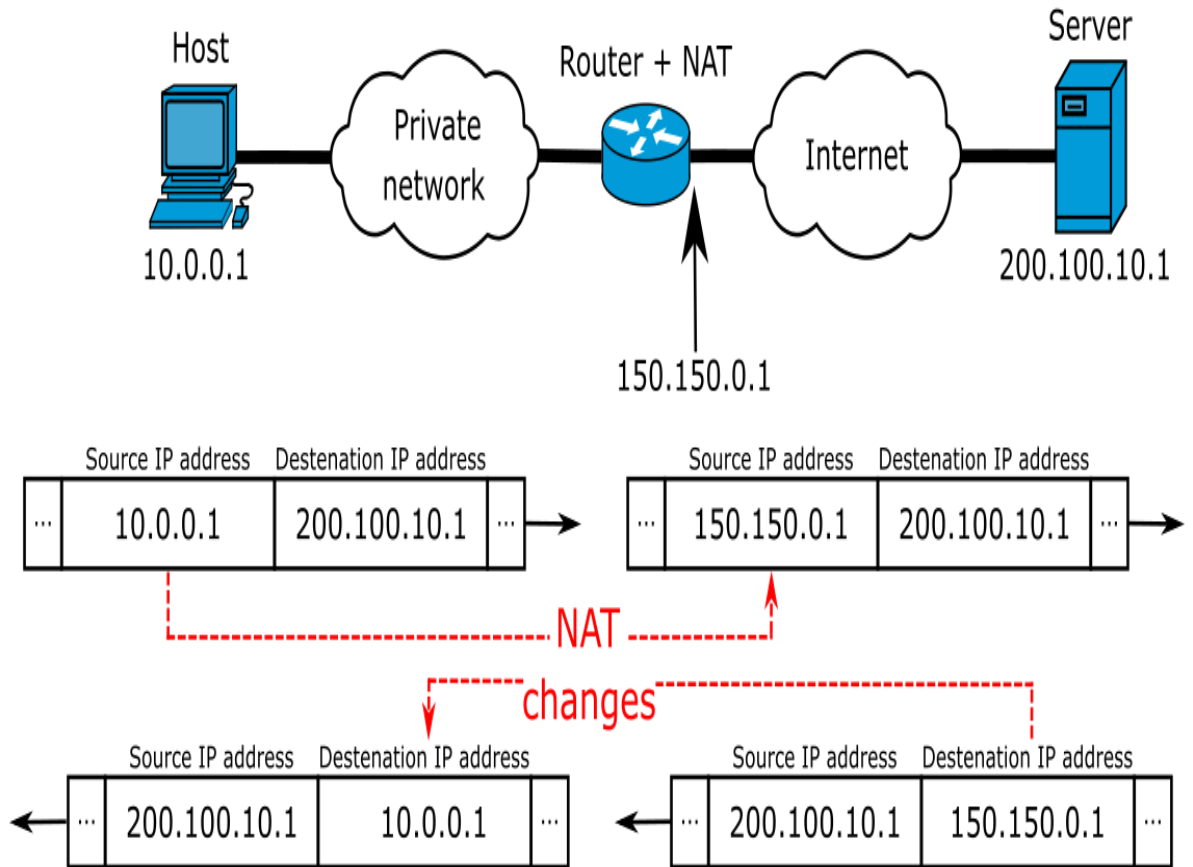 Host
Router + NAT
Server
Private
network
Internet
10.0.0.1
200.100.10.1
150.150.0.1
Source IP address Destenation IP address
... 10.0.0.1 200.100.10.1 ...
Source IP address Destenation IP address
... 150.150.0.1 200.100.10.1 ...
NAT
changes
Source IP address Destenation IP address
... 200.100.10.1 10.0.0.1 ...
Source IP address Destenation IP address
... 200.100.10.1 150.150.0.1 ...